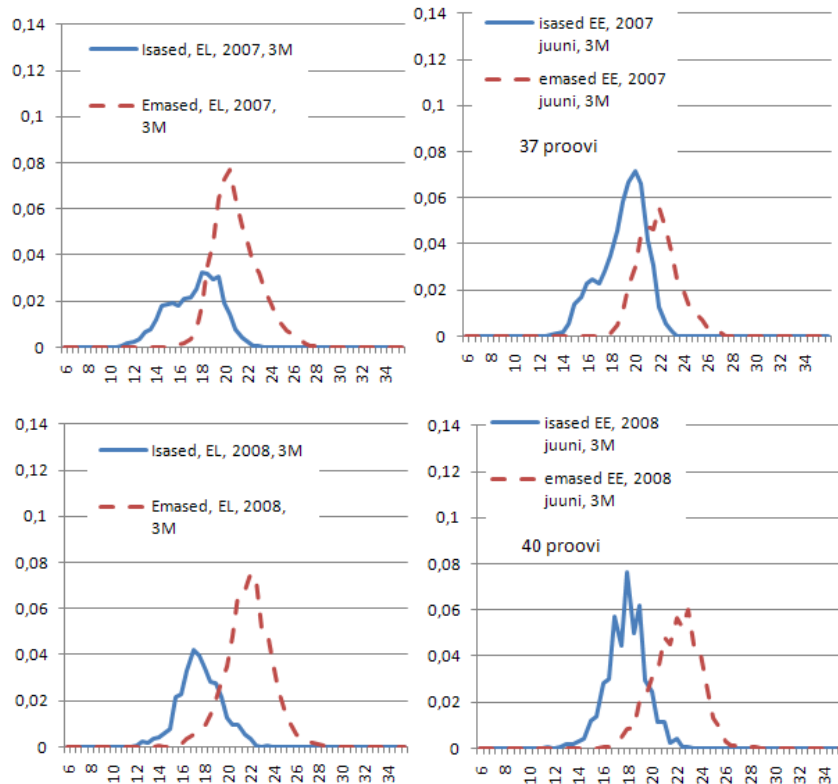 0,14
0,12
0,1
0,08
0,06
0,04
0,02
0
Isased, EL, 2007, 3M
Emased, EL, 2007,
3M
6 8 10 12 14 16 18 20 22 24 26 28 30 32 34
0,14
0,12
0,1
0,08
0,06
0,04
0,02
0
isased EE, 2007
juuni, 3M
emased EE, 2007
juuni, 3M
37 proovi
6 8 10 12 14 16 18 20 22 24 26 28 30 32 34
0,14
0,12
0,1
0,08
0,06
0,04
0,02
0
Isased, EL, 2008, 3M
Emased, EL, 2008,
3M
6 8 10 12 14 16 18 20 22 24 26 28 30 32 34
0,14
0,12
0,1
0,08
0,06
0,04
0,02
0
isased EE, 2008
juuni, 3M
emased EE, 2008
juuni, 3M
40 proovi
6 8 10 12 14 16 18 20 22 24 26 28 30 32 34